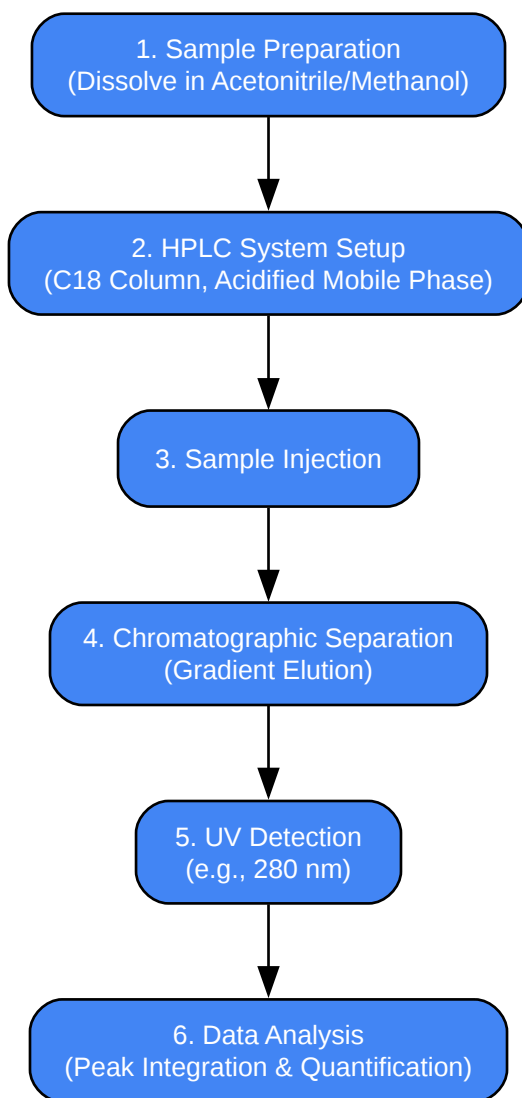 1. Sample Preparation
(Dissolve in Acetonitrile/Methanol)
2. HPLC System Setup
(C18 Column, Acidified Mobile Phase)
3. Sample Injection
4. Chromatographic Separation
(Gradient Elution)
5. UV Detection
(e.g., 280 nm)
6. Data Analysis
(Peak Integration & Quantification)